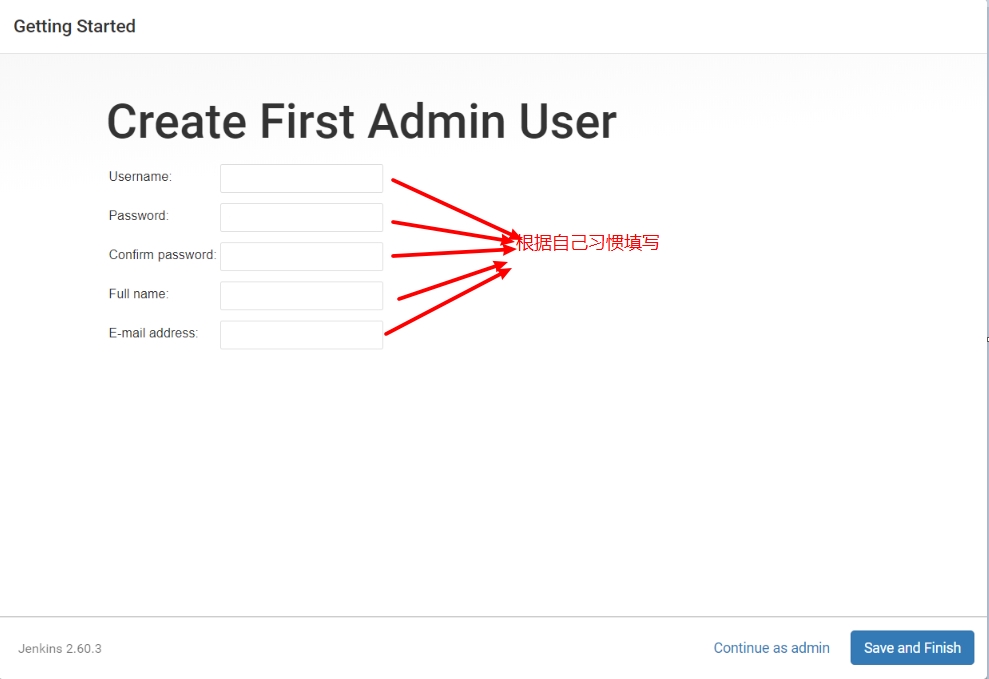 Getting Started
Create First Admin User
Username:
Password:
Confirm password:
Full name:
E-mail address:
根据自己习惯填写
Jenkins 2.60.3
Continue as admin
Save and Finish